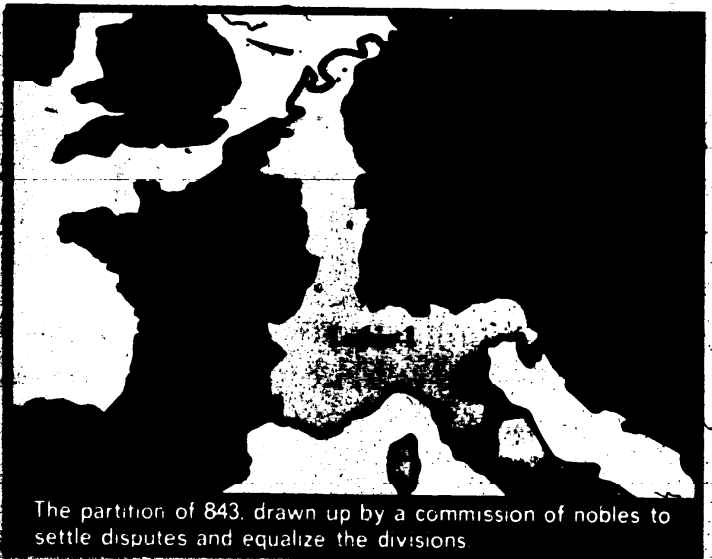 The partition of 843, drawn up by a commission of nobles to
settle disputes and equalize the divisions.